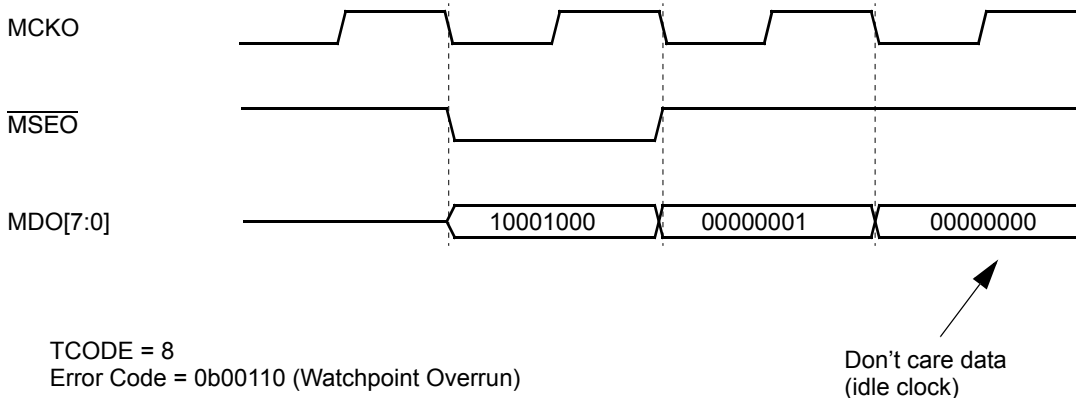 MCKO
MSEO
MDO[7:0] 10001000 00000001 00000000
TCODE = 8
Error Code = 0b00110 (Watchpoint Overrun)
Don't care data
(idle clock)